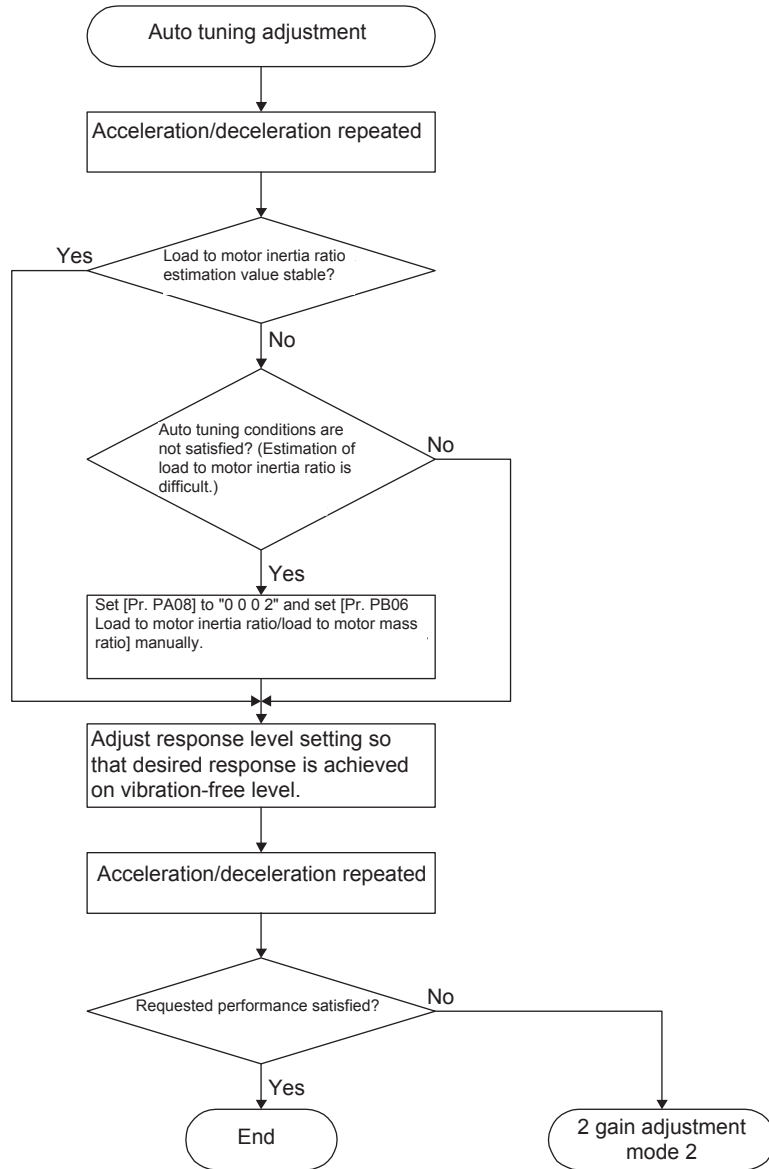 Auto tuning adjustment
Acceleration/deceleration repeated
Yes
Load to motor inertia ratio
estimation value stable?
No
Auto tuning conditions are
not satisfied? (Estimation of
load to motor inertia ratio is
difficult.)
No
Yes
Set [Pr. PA08] to "0 0 0 2" and set [Pr. PB06
Load to motor inertia ratio/load to motor mass
ratio] manually.
Adjust response level setting so
that desired response is achieved
on vibration-free level.
Acceleration/deceleration repeated
Requested performance satisfied?
No
Yes
End
2 gain adjustment
mode 2